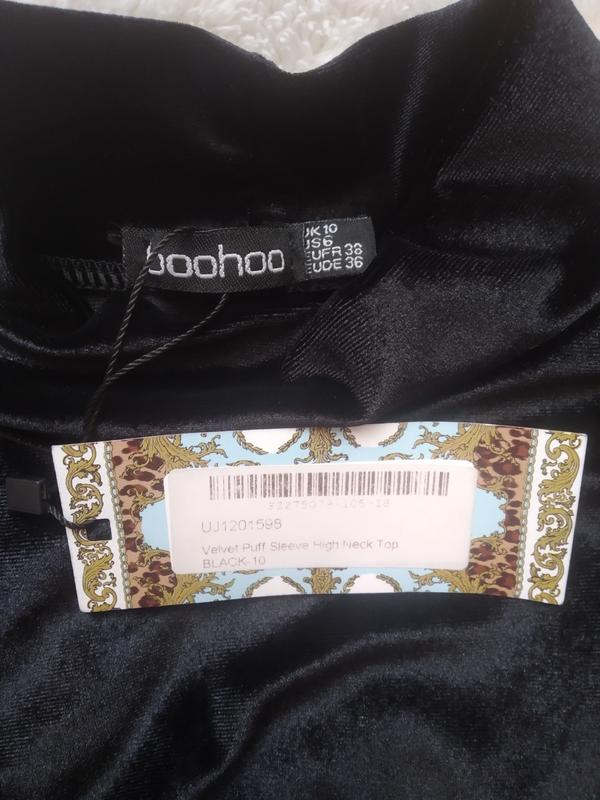 boohoo
UK 10
US 6
EUFR 38
EUDE 36
UJ1201598
Velvet Puff Sleeve High Neck Top
BLACK-10